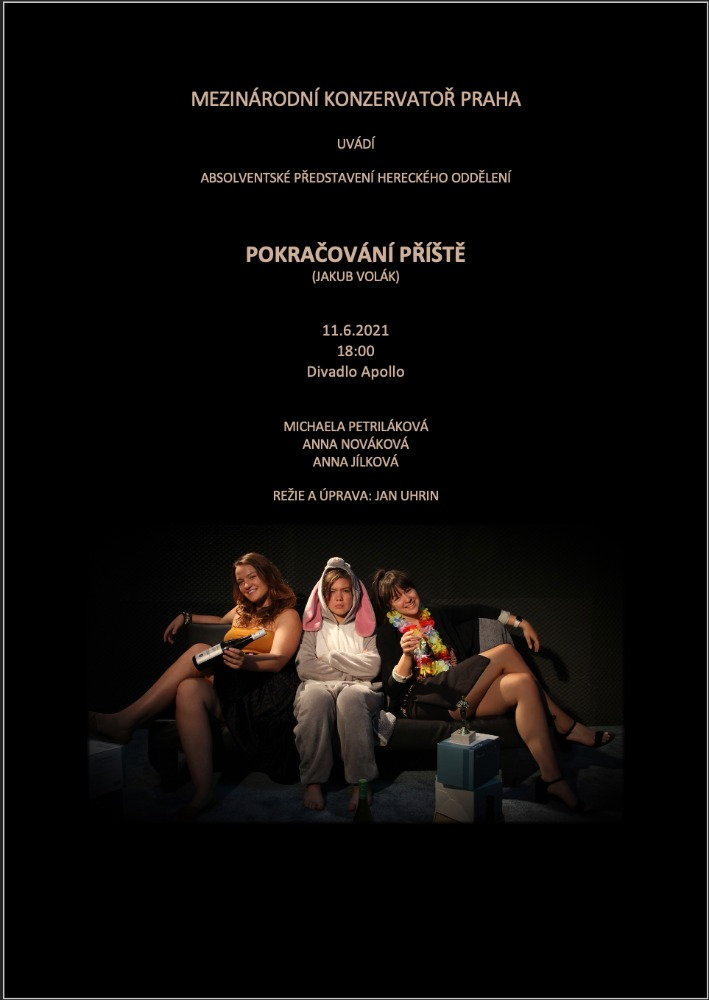 MEZINÁRODNÍ KONZERVATOŘ PRAHA
UVÁDÍ
ABSOLVENTSKÉ PŘEDSTAVENÍ HERECKÉHO ODDĚLENÍ
POKRAČOVÁNÍ PŘÍŠTĚ
(JAKUB VOLÁK)
11.6.2021
18:00
Divadlo Apollo
MICHAELA PETRILÁKOVÁ
ANNA NOVÁKOVÁ
ANNA JÍLKOVÁ
REŽIE A ÚPRAVA: JAN UHRIN